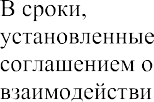 В сроки,
установленные
соглашением о
взаимодействи